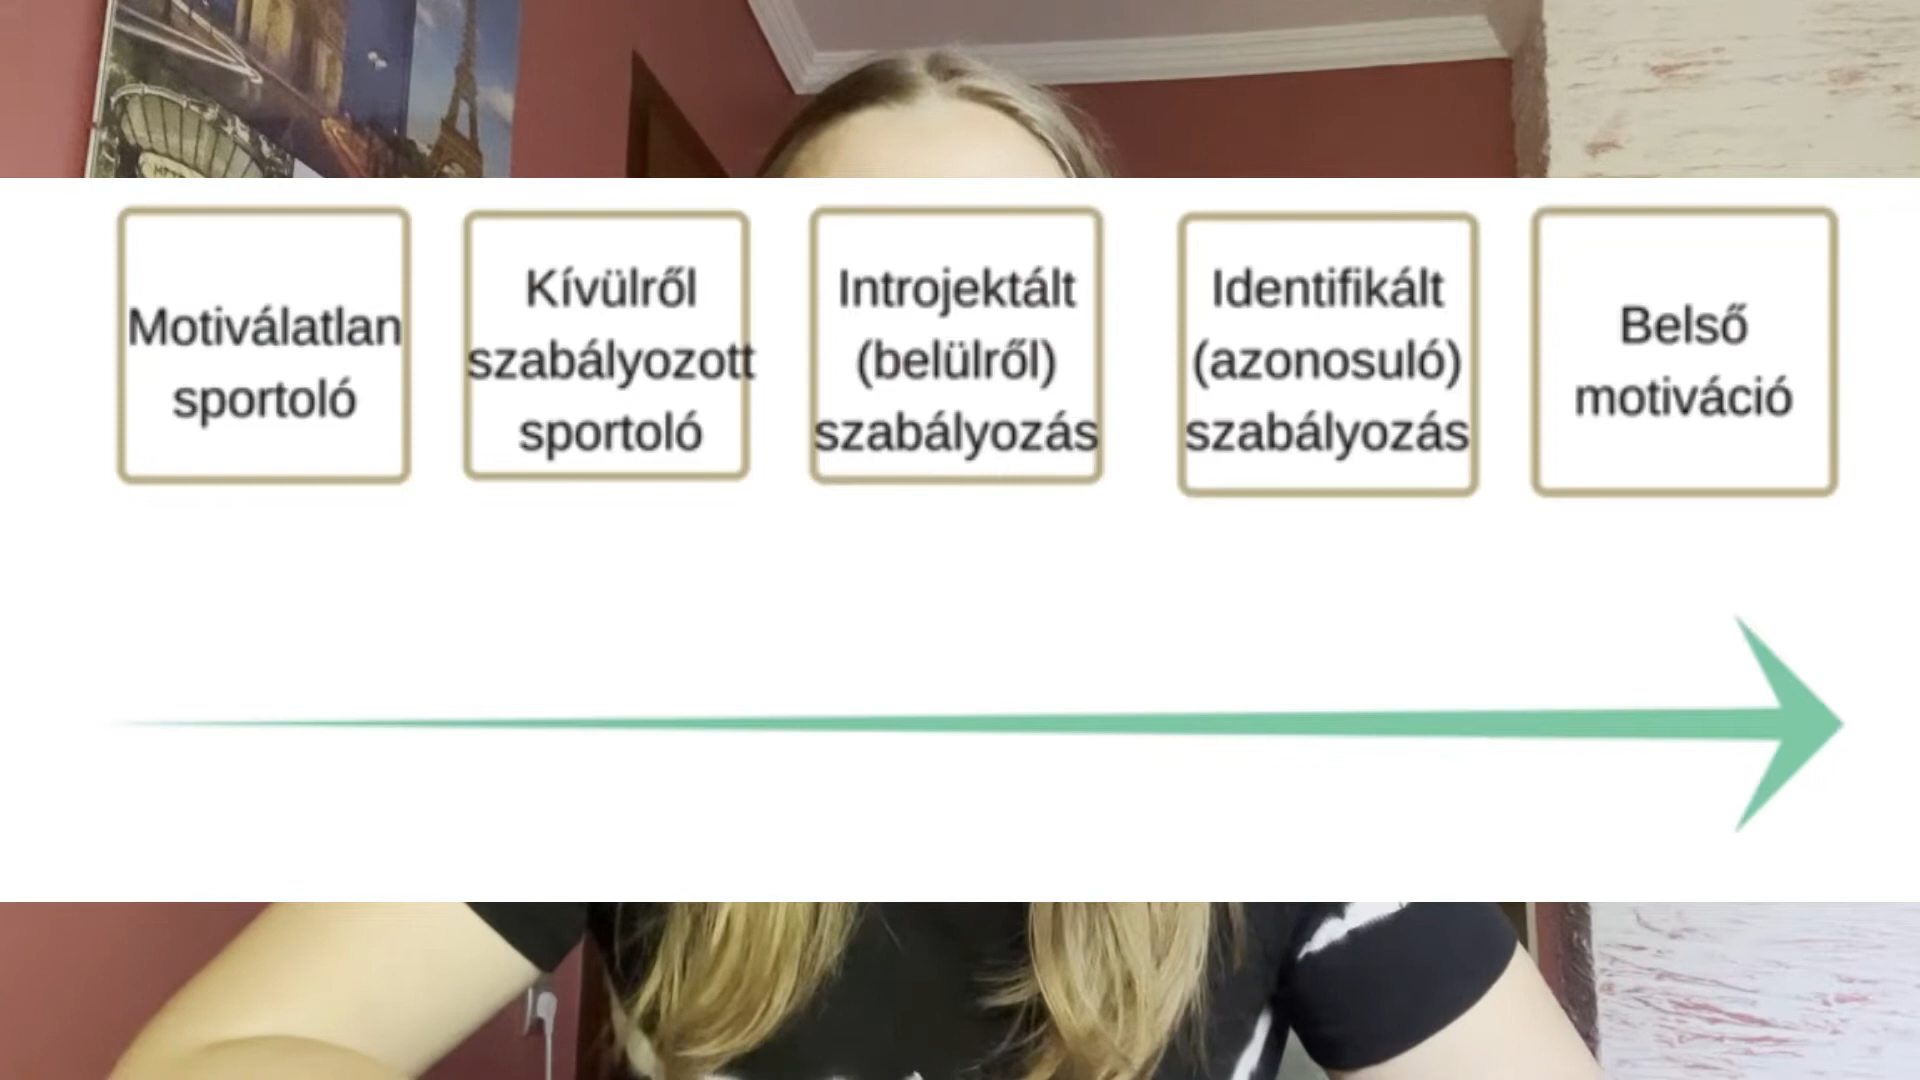 Motiválatlan
sportoló
Kívülről
szabályozott
sportoló
Introjektált
(belülről)
szabályozás
Identifikált
(azonosuló)
szabályozás
Belső
motiváció